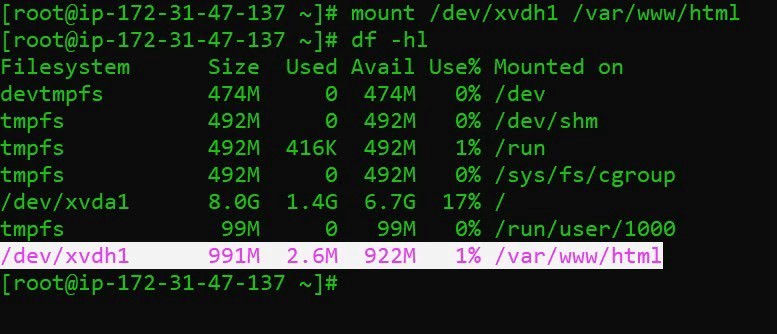 [root@ip-172-31-47-137 ~]# mount /dev/xvdh1 /var/www/html
[root@ip-172-31-47-137 ~]# df -hl
Filesystem      Size  Used Avail Use% Mounted on
devtmpfs        474M     0  474M   0% /dev
tmpfs           492M     0  492M   0% /dev/shm
tmpfs           492M  416K  492M   1% /run
tmpfs           492M     0  492M   0% /sys/fs/cgroup
/dev/xvda1      8.0G  1.4G  6.7G  17% /
tmpfs            99M     0   99M   0% /run/user/1000
/dev/xvdh1      991M  2.6M  922M   1% /var/www/html
[root@ip-172-31-47-137 ~]#